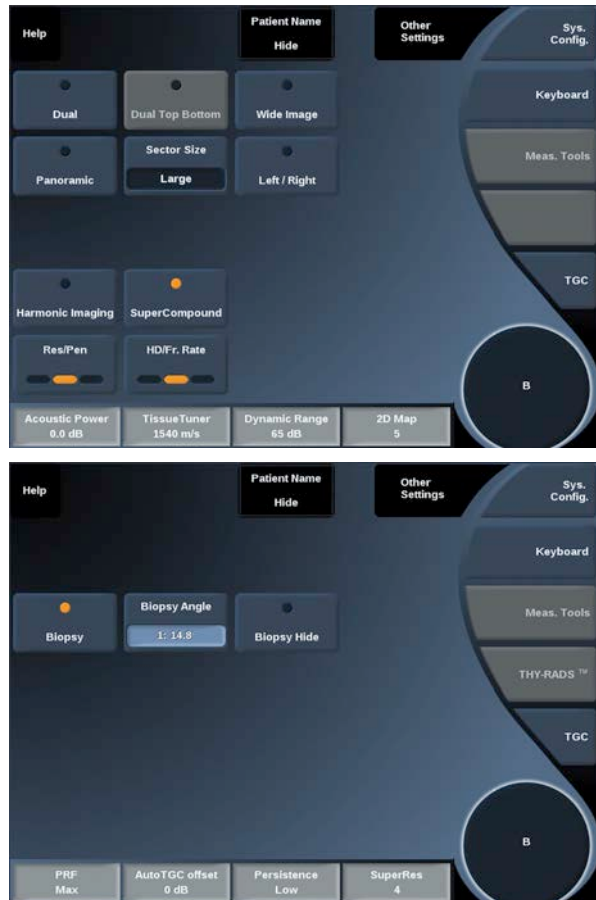 Help
Patient Name
Hide
Other
Settings
Sys.
Config.
Dual
Dual Top Bottom
Wide Image
Keyboard
Panoramic
Sector Size
Large
Left / Right
Meas. Tools
TGC
Harmonic Imaging
SuperCompound
Res/Pen
HD/Fr. Rate
B
Acoustic Power
0.0 dB
TissueTuner
1540 m/s
Dynamic Range
65 dB
2D Map
5
Help
Patient Name
Hide
Other
Settings
Sys.
Config.
Keyboard
Biopsy
Biopsy Angle
1: 14.8
Biopsy Hide
Meas. Tools
THY-RADS ™
TGC
B
PRF
Max
AutoTGC offset
0 dB
Persistence
Low
SuperRes
4